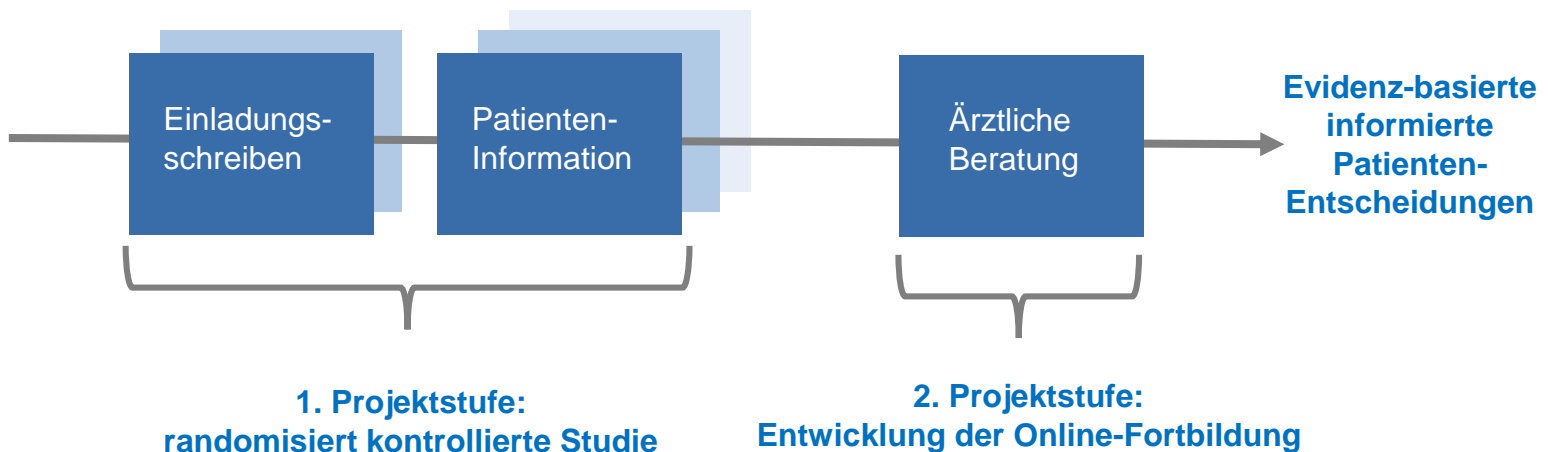 Einladungs-
schreiben
Patienten-
Information
Ärztliche
Beratung
Evidenz-basierte
informierte
Patienten-
Entscheidungen
1. Projektstufe:
randomisiert kontrollierte Studie
2. Projektstufe:
Entwicklung der Online-Fortbildung